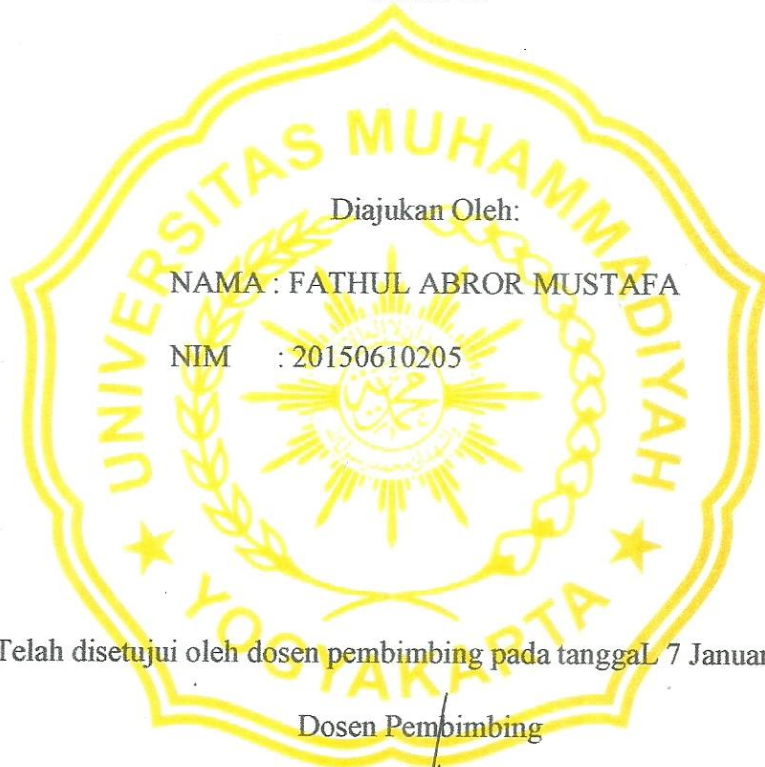 UNIVERSITAS MUHAMMADIYAH
YOGYAKARTA
Diajukan Oleh:
NAMA : FATHUL ABROR MUSTAFA
NIM : 20150610205
Telah disetujui oleh dosen pembimbing pada tanggaL 7 Januar
Dosen Pembimbing